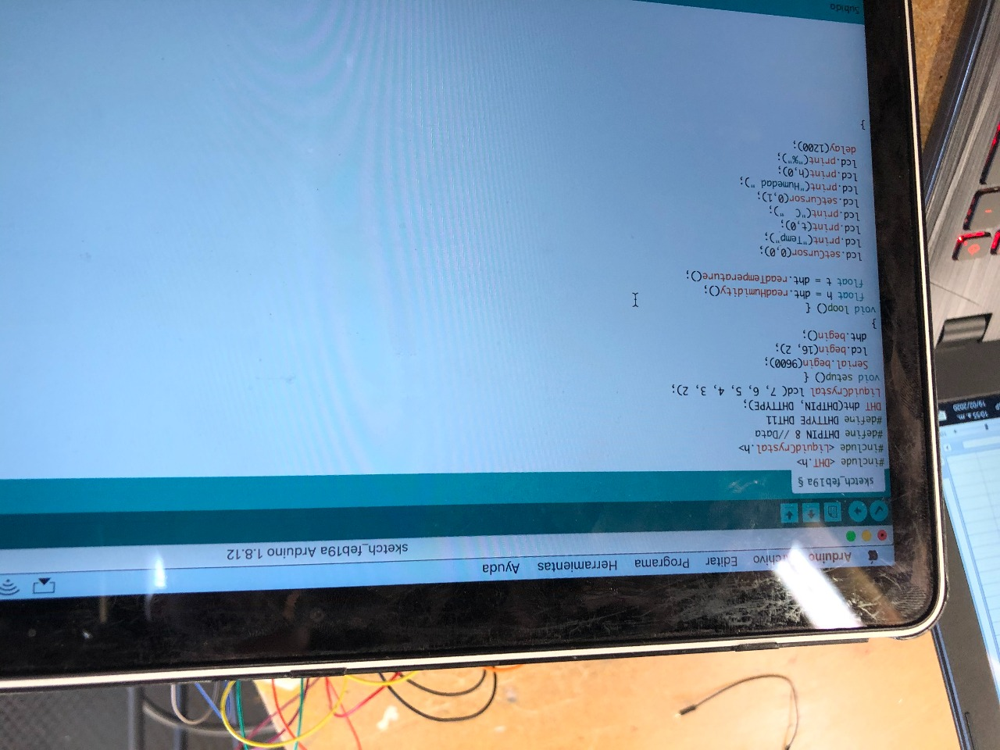 Arduino Archivo Editar Programa Herramientas Ayuda
sketch_feb19a Arduino 1.8.12
sketch_feb19a §
#include <DHT.h>
#include <LiquidCrystal.h>
#define DHTPIN 8 //Data
#define DHTTYPE DHT11
DHT dht(DHTPIN, DHTTYPE);
LiquidCrystal lcd( 7, 6, 5, 4, 3, 2);
void setup() {
Serial.begin(9600);
lcd.begin(16, 2);
dht.begin();
}
void loop() {
float h = dht.readHumidity();
float t = dht.readTemperature();
lcd.setCursor(0,0);
lcd.print("Temp");
lcd.print(t,0);
lcd.print("C  ");
lcd.setCursor(0,1);
lcd.print("Humedad ");
lcd.print(h,0);
lcd.print("%");
delay(1200);
}
Subido
10:55 a. m.
19/02/2020